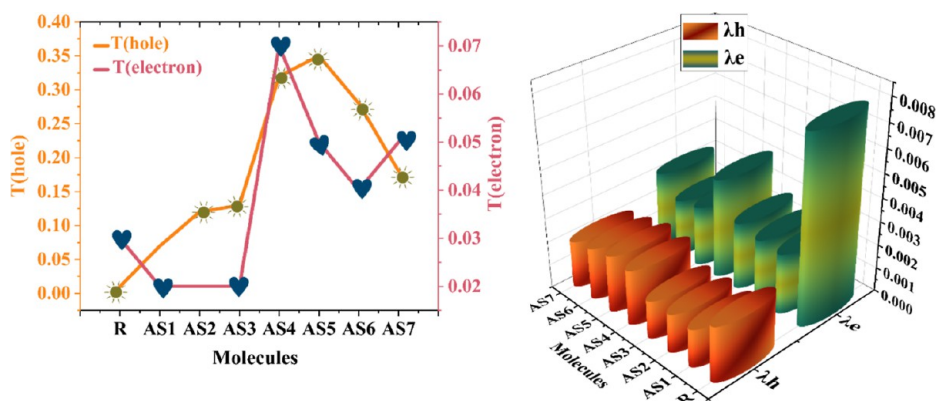 T(hole)
T(electron)
0.40
0.35
0.30
0.25
0.20
0.15
0.10
0.05
0.00
T(hole)
0.07
0.06
0.05
0.04
0.03
0.02
T(electron)
R AS1 AS2 AS3 AS4 AS5 AS6 AS7
Molecules
λh
λe
0.008
0.007
0.006
0.005
0.004
0.003
0.002
0.001
0.000
AS7
AS6
AS5
AS4
AS3
AS2
AS1
R
Molecules
λh
λe